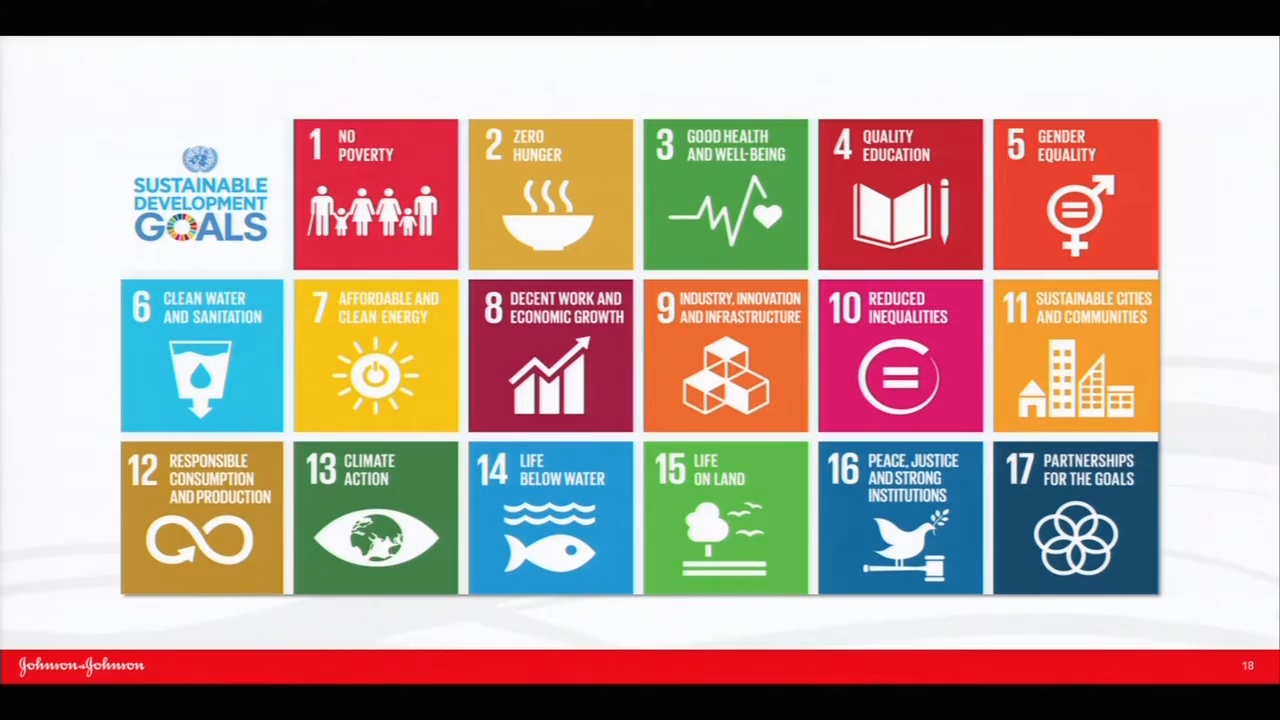 SUSTAINABLE
DEVELOPMENT
GOALS
1 NO
POVERTY
2 ZERO
HUNGER
3 GOOD HEALTH
AND WELL-BEING
4 QUALITY
EDUCATION
5 GENDER
EQUALITY
6 CLEAN WATER
AND SANITATION
7 AFFORDABLE AND
CLEAN ENERGY
8 DECENT WORK AND
ECONOMIC GROWTH
9 INDUSTRY, INNOVATION
AND INFRASTRUCTURE
10 REDUCED
INEQUALITIES
11 SUSTAINABLE CITIES
AND COMMUNITIES
12 RESPONSIBLE
CONSUMPTION
AND PRODUCTION
13 CLIMATE
ACTION
14 LIFE
BELOW WATER
15 LIFE
ON LAND
16 PEACE, JUSTICE
AND STRONG
INSTITUTIONS
17 PARTNERSHIPS
FOR THE GOALS
Johnson&Johnson
18